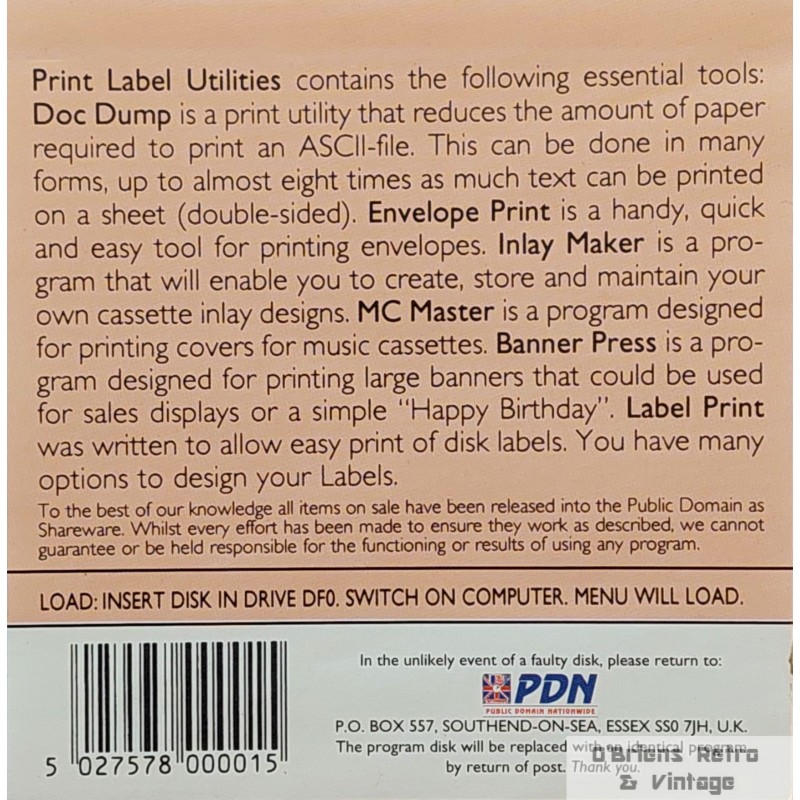 Print Label Utilities contains the following essential tools:
Doc Dump is a print utility that reduces the amount of paper
required to print an ASCII-file. This can be done in many
forms, up to almost eight times as much text can be printed
on a sheet (double-sided). Envelope Print is a handy, quick
and easy tool for printing envelopes. Inlay Maker is a pro-
gram that will enable you to create, store and maintain your
own cassette inlay designs. MC Master is a program designed
for printing covers for music cassettes. Banner Press is a pro-
gram designed for printing large banners that could be used
for sales displays or a simple “Happy Birthday”. Label Print
was written to allow easy print of disk labels. You have many
options to design your Labels.
To the best of our knowledge all items on sale have been released into the Public Domain as
Shareware. Whilst every effort has been made to ensure they work as described, we cannot
guarantee or be held responsible for the functioning or results of using any program.
LOAD: INSERT DISK IN DRIVE DF0. SWITCH ON COMPUTER. MENU WILL LOAD.
In the unlikely event of a faulty disk, please return to:
PDN
PUBLIC DOMAIN NATIONWIDE
P.O. BOX 557, SOUTHEND-ON-SEA, ESSEX SS0 7JH, U.K.
The program disk will be replaced with an identical program
by return of post. Thank you.
5 027578 000015
O'Briens Retro
& Vintage